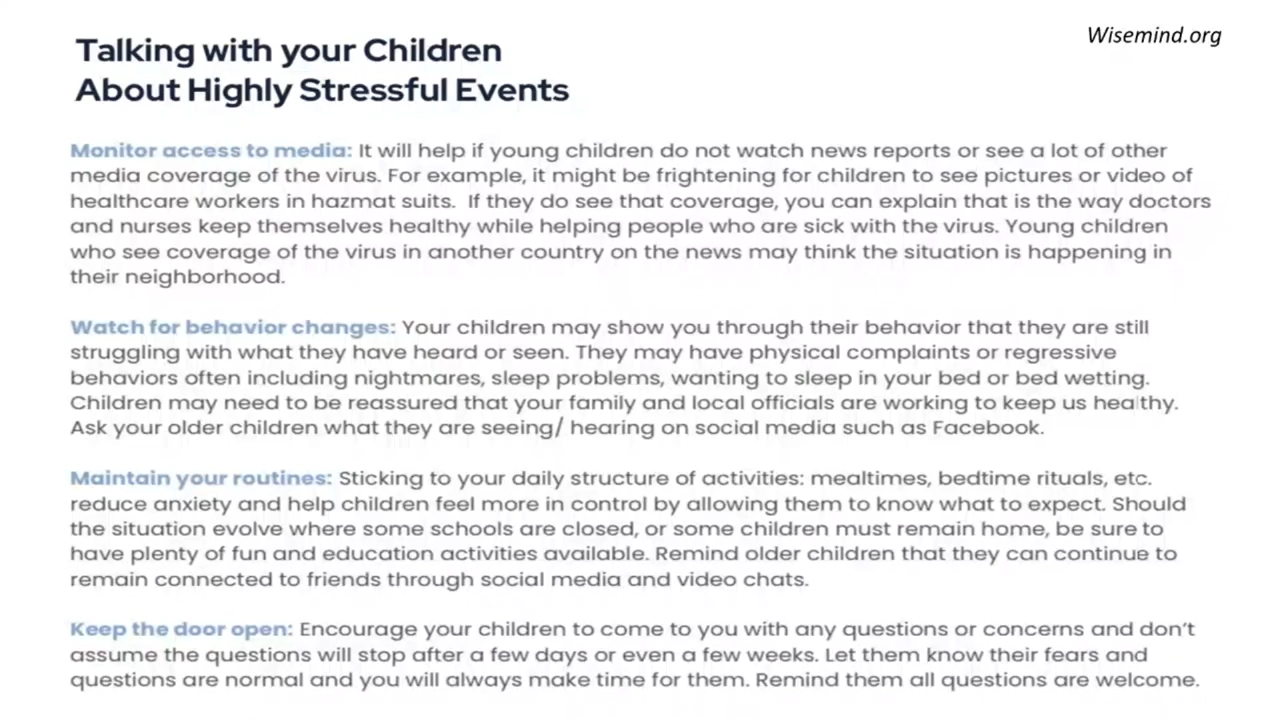 Wisemind.org
Talking with your Children
About Highly Stressful Events
Monitor access to media: It will help if young children do not watch news reports or see a lot of other
media coverage of the virus. For example, it might be frightening for children to see pictures or video of
healthcare workers in hazmat suits. If they do see that coverage, you can explain that is the way doctors
and nurses keep themselves healthy while helping people who are sick with the virus. Young children
who see coverage of the virus in another country on the news may think the situation is happening in
their neighborhood.
Watch for behavior changes: Your children may show you through their behavior that they are still
struggling with what they have heard or seen. They may have physical complaints or regressive
behaviors often including nightmares, sleep problems, wanting to sleep in your bed or bed wetting.
Children may need to be reassured that your family and local officials are working to keep us healthy.
Ask your older children what they are seeing/ hearing on social media such as Facebook.
Maintain your routines: Sticking to your daily structure of activities: mealtimes, bedtime rituals, etc.
reduce anxiety and help children feel more in control by allowing them to know what to expect. Should
the situation evolve where some schools are closed, or some children must remain home, be sure to
have plenty of fun and education activities available. Remind older children that they can continue to
remain connected to friends through social media and video chats.
Keep the door open: Encourage your children to come to you with any questions or concerns and don't
assume the questions will stop after a few days or even a few weeks. Let them know their fears and
questions are normal and you will always make time for them. Remind them all questions are welcome.